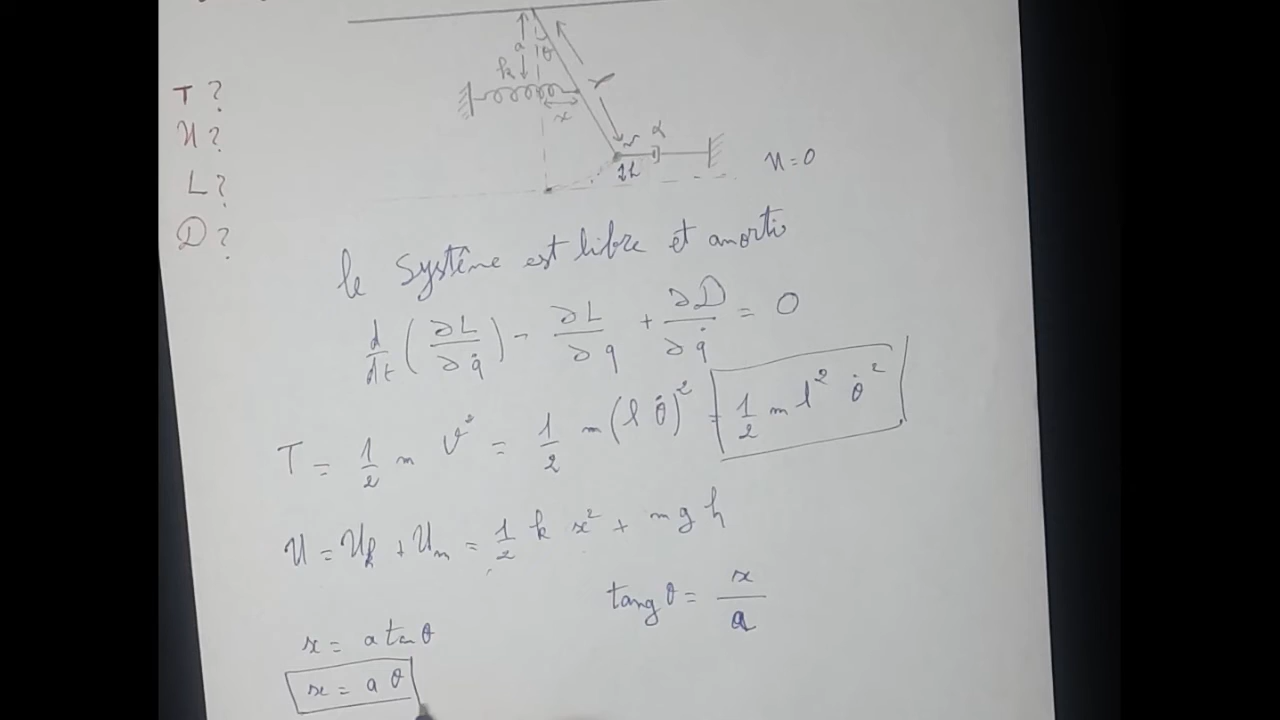 T ?
U ?
L ?
D ?
a
θ
k
l
x
α
U = 0
le système est libre et amorti
d/dt (∂L/∂q̇) - ∂L/∂q + ∂D/∂q̇ = 0
T = 1/2 m v² = 1/2 m (l θ̇)² = 1/2 m l² θ̇²
U = Uk + Um = 1/2 k x² + m g h
tang θ = x/a
x = a tan θ
x = a θ